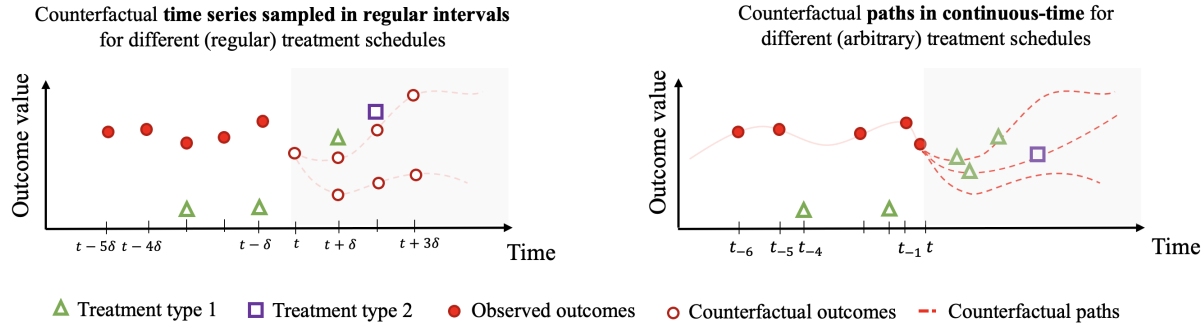 Counterfactual time series sampled in regular intervals
for different (regular) treatment schedules
Counterfactual paths in continuous-time for
different (arbitrary) treatment schedules
Outcome value
t − 5δ t − 4δ t − δ t t + δ t + 3δ
Time
Outcome value
t₋₆ t₋₅ t₋₄ t₋₁ t
Time
Treatment type 1 Treatment type 2 Observed outcomes Counterfactual outcomes Counterfactual paths